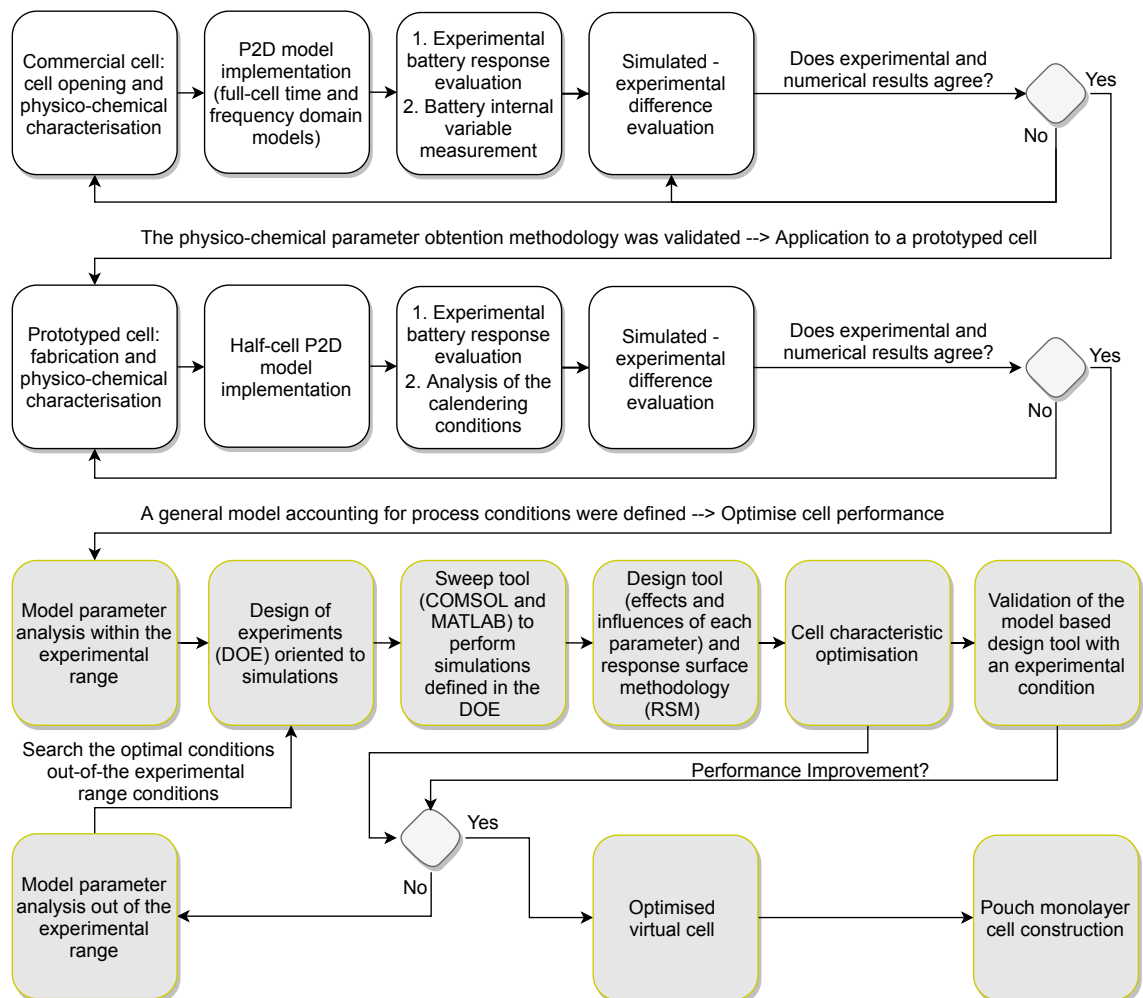 Commercial cell:
cell opening and
physico-chemical
characterisation
P2D model
implementation
(full-cell time and
frequency domain
models)
1. Experimental
battery response
evaluation
2. Battery internal
variable
measurement
Simulated -
experimental
difference
evaluation
Does experimental and
numerical results agree?
Yes
No
The physico-chemical parameter obtention methodology was validated --> Application to a prototyped cell
Prototyped cell:
fabrication and
physico-chemical
characterisation
Half-cell P2D
model
implementation
1. Experimental
battery response
evaluation
2. Analysis of the
calendering
conditions
Simulated -
experimental
difference
evaluation
Does experimental and
numerical results agree?
Yes
No
A general model accounting for process conditions were defined --> Optimise cell performance
Model parameter
analysis within the
experimental
range
Design of
experiments
(DOE) oriented to
simulations
Sweep tool
(COMSOL and
MATLAB) to
perform
simulations
defined in the
DOE
Design tool
(effects and
influences of each
parameter) and
response surface
methodology
(RSM)
Cell characteristic
optimisation
Validation of the
model based
design tool with
an experimental
condition
Search the optimal conditions
out-of-the experimental
range conditions
Performance Improvement?
Yes
No
Model parameter
analysis out of the
experimental
range
Optimised
virtual cell
Pouch monolayer
cell construction